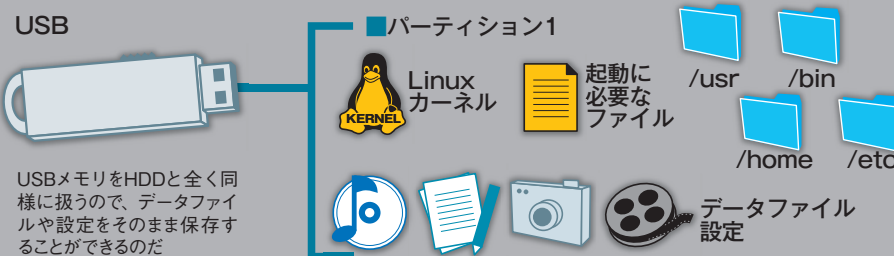 USB
USBメモリをHDDと全く同
様に扱うので、データファイ
ルや設定をそのまま保存す
ることができるのだ
■パーティション1
KERNEL
Linux
カーネル
起動に
必要な
ファイル
/usr
/bin
/home
/etc
データファイル
設定